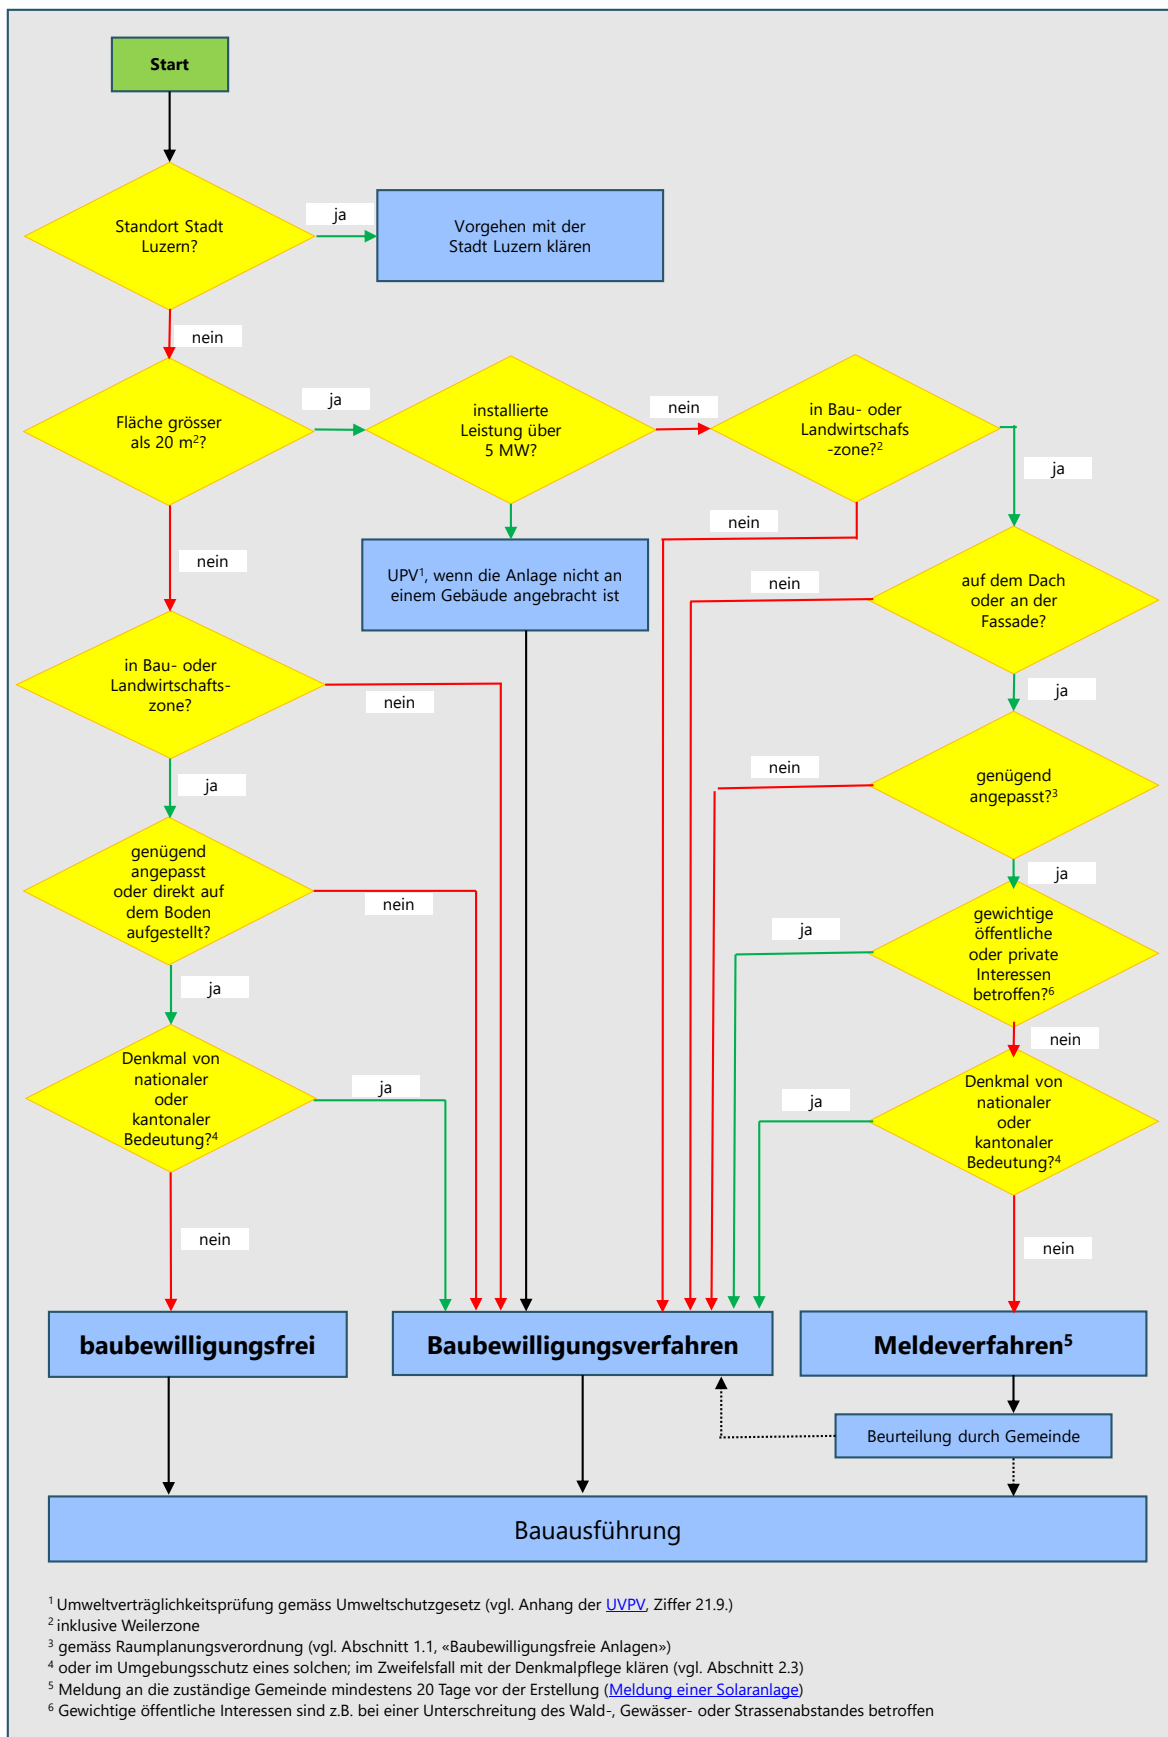 Start
Standort Stadt
Luzern?
ja
Vorgehen mit der
Stadt Luzern klären
nein
Fläche grösser
als 20 m²?
ja
installierte
Leistung über
5 MW?
nein
in Bau- oder
Landwirtschafs
-zone?²
ja
nein
nein
UPV¹, wenn die Anlage nicht an
einem Gebäude angebracht ist
nein
auf dem Dach
oder an der
Fassade?
in Bau- oder
Landwirtschafts-
zone?
nein
ja
ja
nein
genügend
angepasst?³
genügend
angepasst
oder direkt auf
dem Boden
aufgestellt?
nein
ja
ja
gewichtige
öffentliche
oder private
Interessen
betroffen?⁶
ja
nein
Denkmal von
nationaler
oder
kantonaler
Bedeutung?⁴
ja
ja
Denkmal von
nationaler
oder
kantonaler
Bedeutung?⁴
nein
nein
baubewilligungsfrei
Baubewilligungsverfahren
Meldeverfahren⁵
Beurteilung durch Gemeinde
Bauausführung
¹ Umweltverträglichkeitsprüfung gemäss Umweltschutzgesetz (vgl. Anhang der UVPV, Ziffer 21.9.)
² inklusive Weilerzone
³ gemäss Raumplanungsverordnung (vgl. Abschnitt 1.1, «Baubewilligungsfreie Anlagen»)
⁴ oder im Umgebungsschutz eines solchen; im Zweifelsfall mit der Denkmalpflege klären (vgl. Abschnitt 2.3)
⁵ Meldung an die zuständige Gemeinde mindestens 20 Tage vor der Erstellung (Meldung einer Solaranlage)
⁶ Gewichtige öffentliche Interessen sind z.B. bei einer Unterschreitung des Wald-, Gewässer- oder Strassenabstandes betroffen